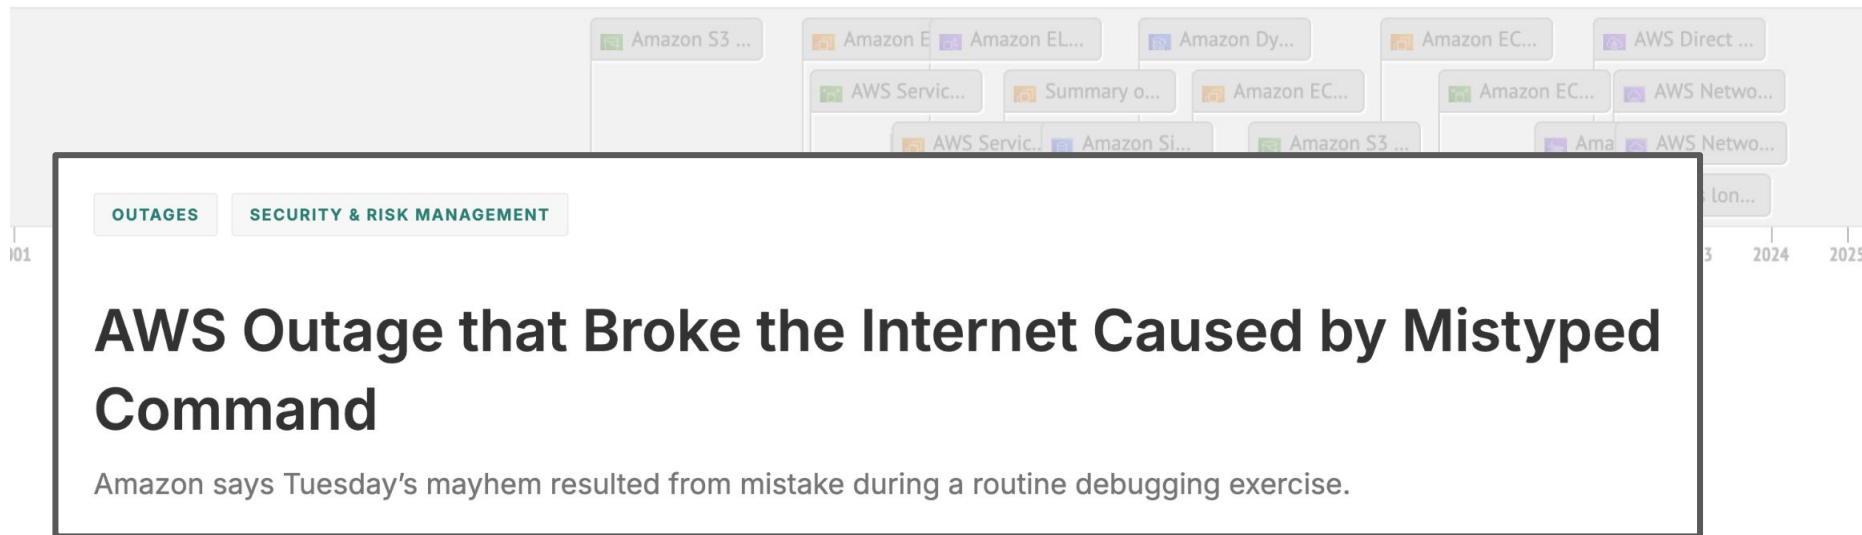 Amazon S3 ...
Amazon E
Amazon EL...
Amazon Dy...
Amazon EC...
AWS Direct ...
AWS Servic...
Summary o...
Amazon EC...
Amazon EC...
AWS Netwo...
AWS Servic..
Amazon Si...
Amazon S3 ...
Ama
AWS Netwo...
lon...
2024
2025
OUTAGES
SECURITY & RISK MANAGEMENT
AWS Outage that Broke the Internet Caused by Mistyped
Command
Amazon says Tuesday’s mayhem resulted from mistake during a routine debugging exercise.